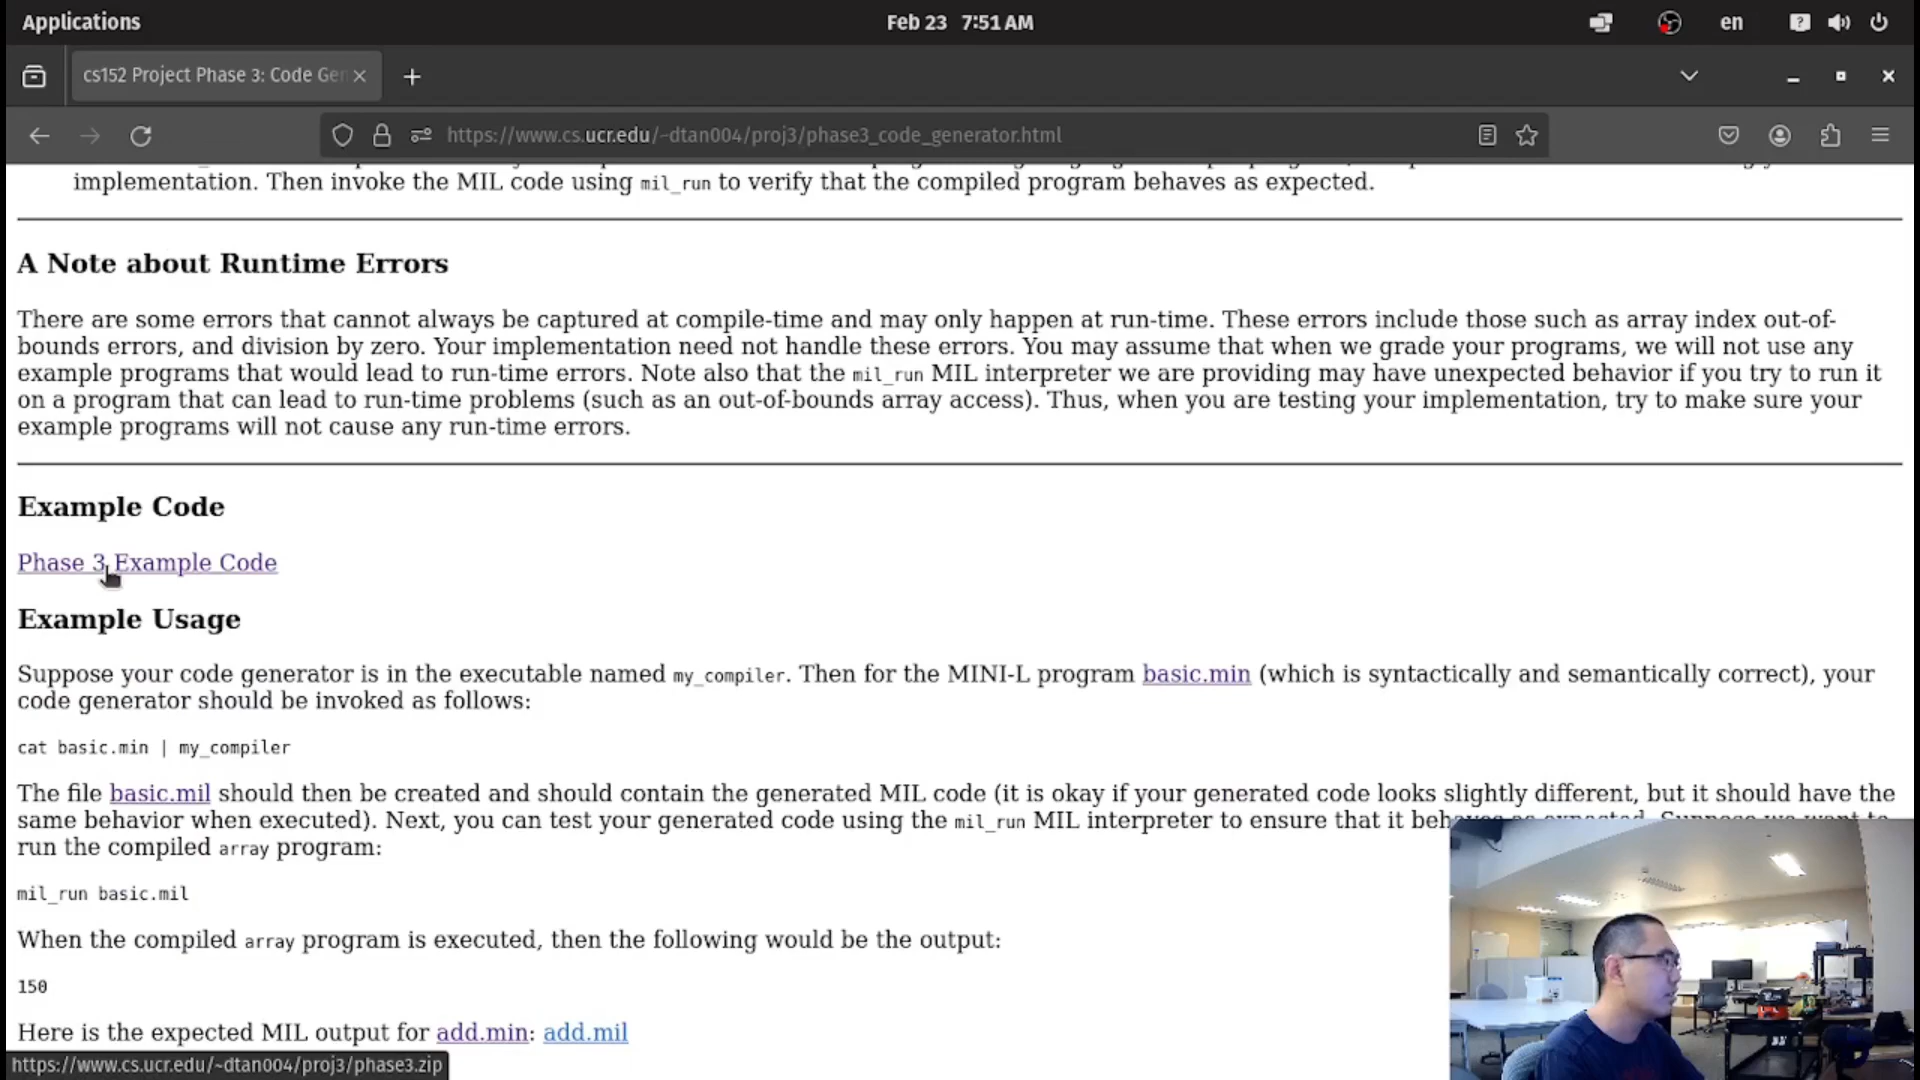 Applications
Feb 23 7:51 AM
en
cs152 Project Phase 3: Code Gen
https://www.cs.ucr.edu/~dtan004/proj3/phase3_code_generator.html
implementation. Then invoke the MIL code using mil_run to verify that the compiled program behaves as expected.
A Note about Runtime Errors
There are some errors that cannot always be captured at compile-time and may only happen at run-time. These errors include those such as array index out-of-
bounds errors, and division by zero. Your implementation need not handle these errors. You may assume that when we grade your programs, we will not use any
example programs that would lead to run-time errors. Note also that the mil_run MIL interpreter we are providing may have unexpected behavior if you try to run it
on a program that can lead to run-time problems (such as an out-of-bounds array access). Thus, when you are testing your implementation, try to make sure your
example programs will not cause any run-time errors.
Example Code
Phase 3 Example Code
Example Usage
Suppose your code generator is in the executable named my_compiler. Then for the MINI-L program basic.min (which is syntactically and semantically correct), your
code generator should be invoked as follows:
cat basic.min | my_compiler
The file basic.mil should then be created and should contain the generated MIL code (it is okay if your generated code looks slightly different, but it should have the
same behavior when executed). Next, you can test your generated code using the mil_run MIL interpreter to ensure that it behaves as expected. Suppose we want to
run the compiled array program:
mil_run basic.mil
When the compiled array program is executed, then the following would be the output:
150
Here is the expected MIL output for add.min: add.mil
https://www.cs.ucr.edu/~dtan004/proj3/phase3.zip